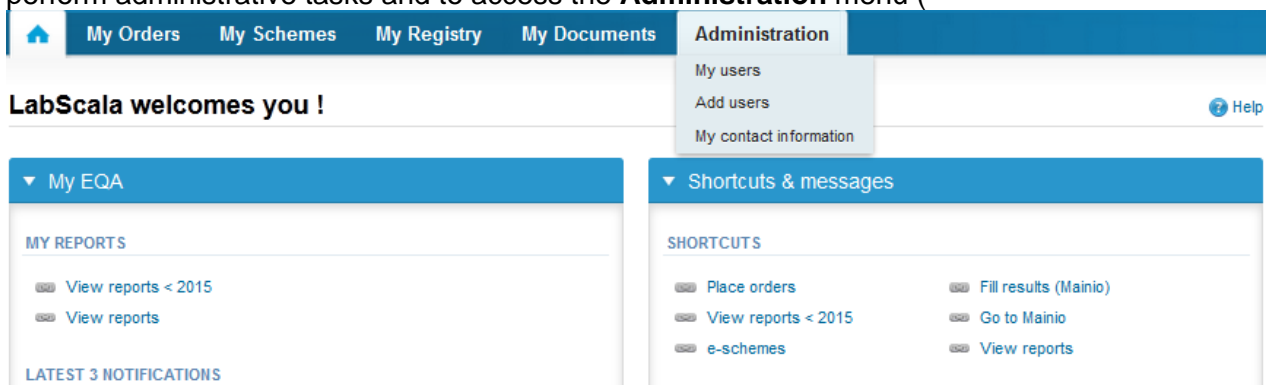 perform administrative tasks and to access the Administration menu (
My Orders My Schemes My Registry My Documents Administration
My users
Add users
My contact information
LabScala welcomes you !
Help
My EQA
MY REPORTS
View reports < 2015
View reports
LATEST 3 NOTIFICATIONS
Shortcuts & messages
SHORTCUTS
Place orders
View reports < 2015
e-schemes
Fill results (Mainio)
Go to Mainio
View reports